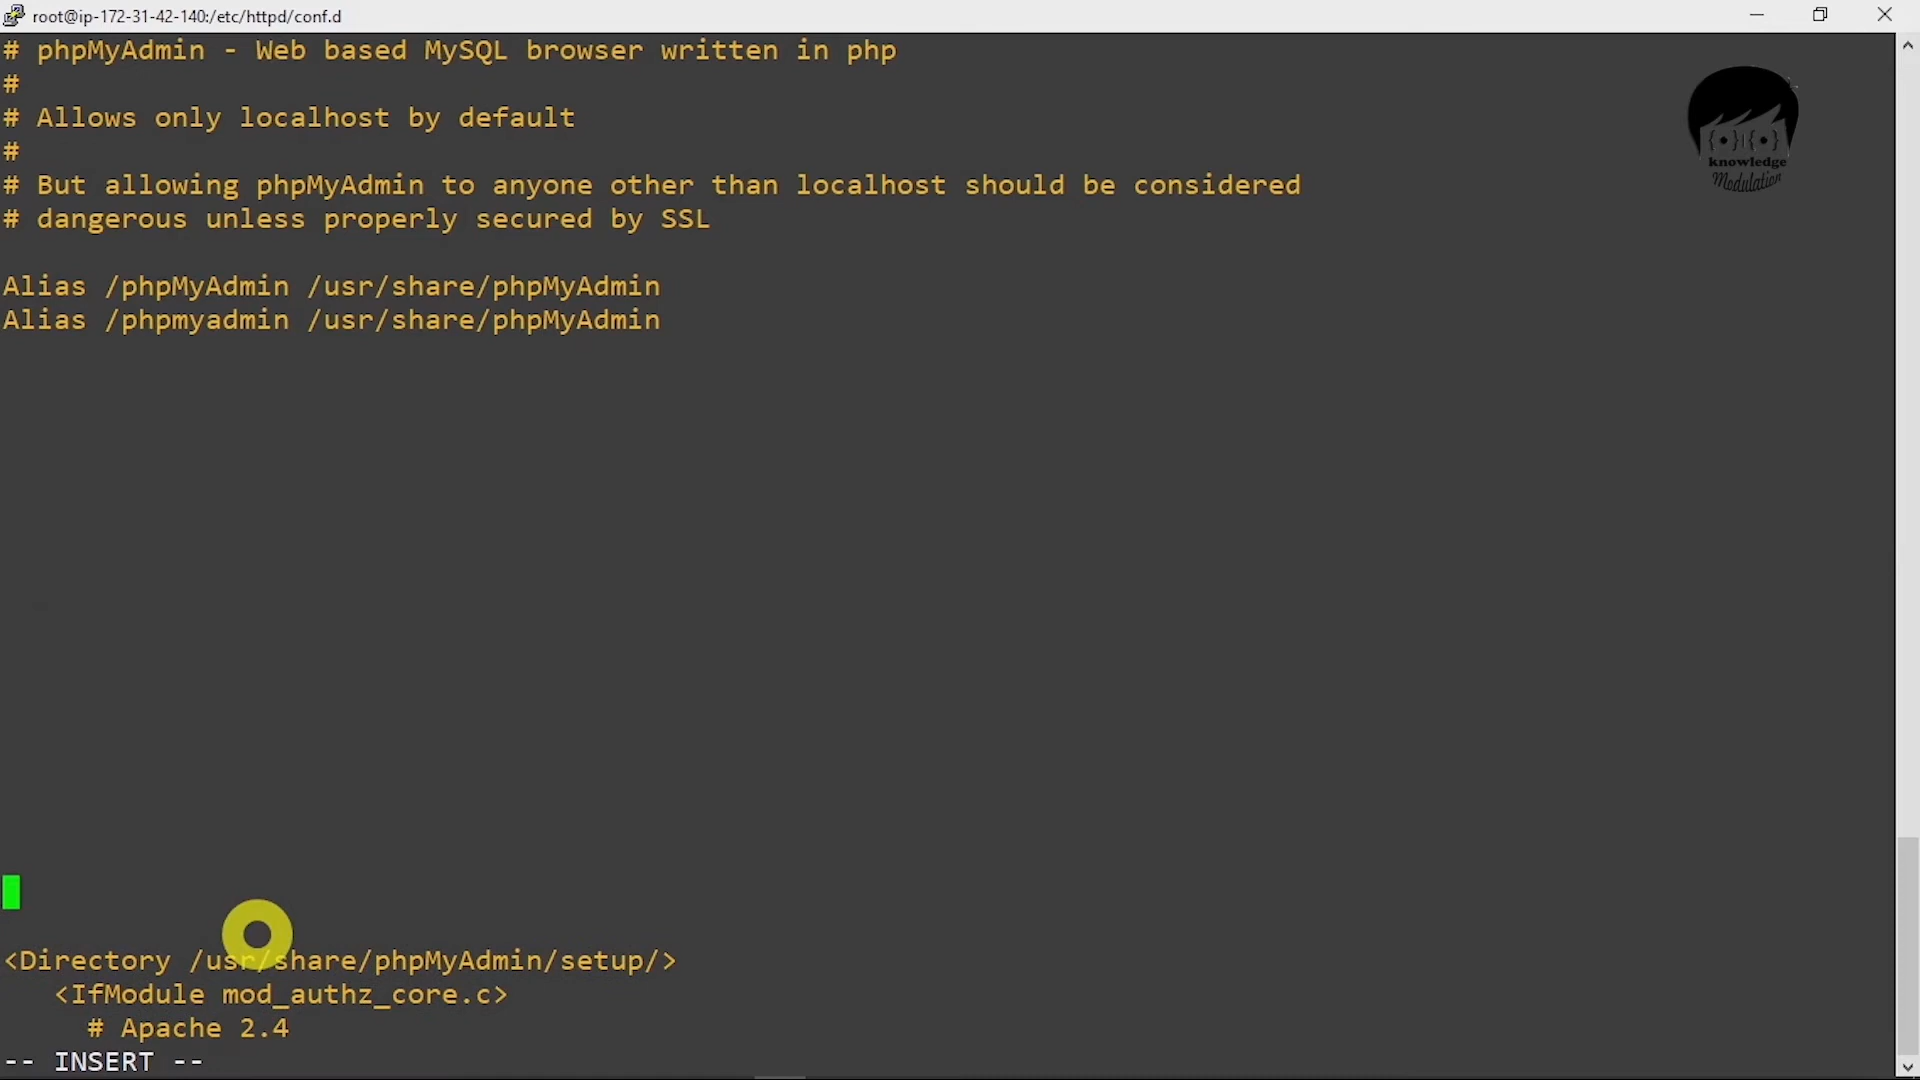 root@ip-172-31-42-140:/etc/httpd/conf.d
# phpMyAdmin - Web based MySQL browser written in php
#
# Allows only localhost by default
#
# But allowing phpMyAdmin to anyone other than localhost should be considered
# dangerous unless properly secured by SSL
Alias /phpMyAdmin /usr/share/phpMyAdmin
Alias /phpmyadmin /usr/share/phpMyAdmin
<Directory /usr/share/phpMyAdmin/setup/>
<IfModule mod_authz_core.c>
# Apache 2.4
-- INSERT --
{•}|{•}
knowledge
Modulation